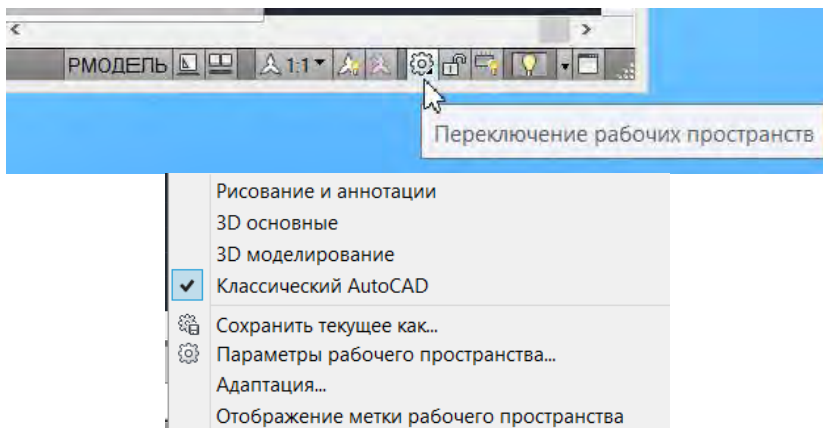 РМОДЕЛЬ 1:1
Переключение рабочих пространств
Рисование и аннотации
3D основные
3D моделирование
Классический AutoCAD
Сохранить текущее как...
Параметры рабочего пространства...
Адаптация...
Отображение метки рабочего пространства